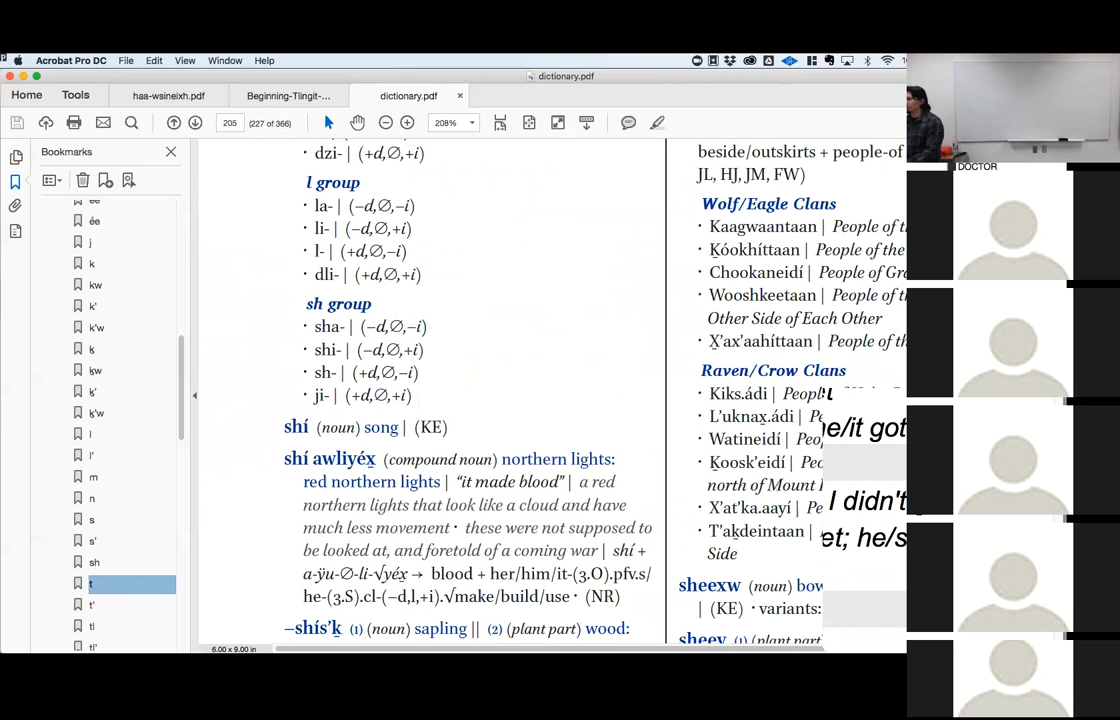 Acrobat Pro DC File Edit View Window Help
dictionary.pdf
Home Tools haa-wsineixh.pdf Beginning-Tlingit-... dictionary.pdf ×
205 (227 of 366) 208%
Bookmarks
ée
j
k
kw
k'
k'w
ḵ
ḵw
ḵ'
ḵ'w
l
l'
m
n
s
s'
sh
t
t'
tl
tl'
· dzi- | (+d,∅,+i)
l group
· la- | (−d,∅,−i)
· li- | (−d,∅,+i)
· l- | (+d,∅,−i)
· dli- | (+d,∅,+i)
sh group
· sha- | (−d,∅,−i)
· shi- | (−d,∅,+i)
· sh- | (+d,∅,−i)
· ji- | (+d,∅,+i)
shí (noun) song | (KE)
shí awliyéx̱ (compound noun) northern lights:
red northern lights | “it made blood” | a red
northern lights that look like a cloud and have
much less movement · these were not supposed to
be looked at, and foretold of a coming war | shí +
a-ÿu-∅-li-√yéx̱ → blood + her/him/it-(3.O).pfv.s/
he-(3.S).cl-(−d,l,+i).√make/build/use · (NR)
–shís'ḵ (1) (noun) sapling || (2) (plant part) wood:
6.00 x 9.00 in
beside/outskirts + people-of
JL, HJ, JM, FW)
Wolf/Eagle Clans
· Kaagwaantaan | People of
· Ḵóokhíttaan | People of the
· Chookaneidí | People of Gr
· Wooshkeetaan | People of
Other Side of Each Other
· X̱'ax'aahíttaan | People of
Raven/Crow Clans
· Kiks.ádi |
· L'uknax̱.ádi |
· Watineidí |
· Ḵoosk'eidí |
north of Mount
· X'at'ka.aayí |
· T'aḵdeintaan |
Side
sheexw (noun) bow
| (KE) · variants:
sheey (1) (plant part
e/it got
I didn't
et; he/s
DOCTOR